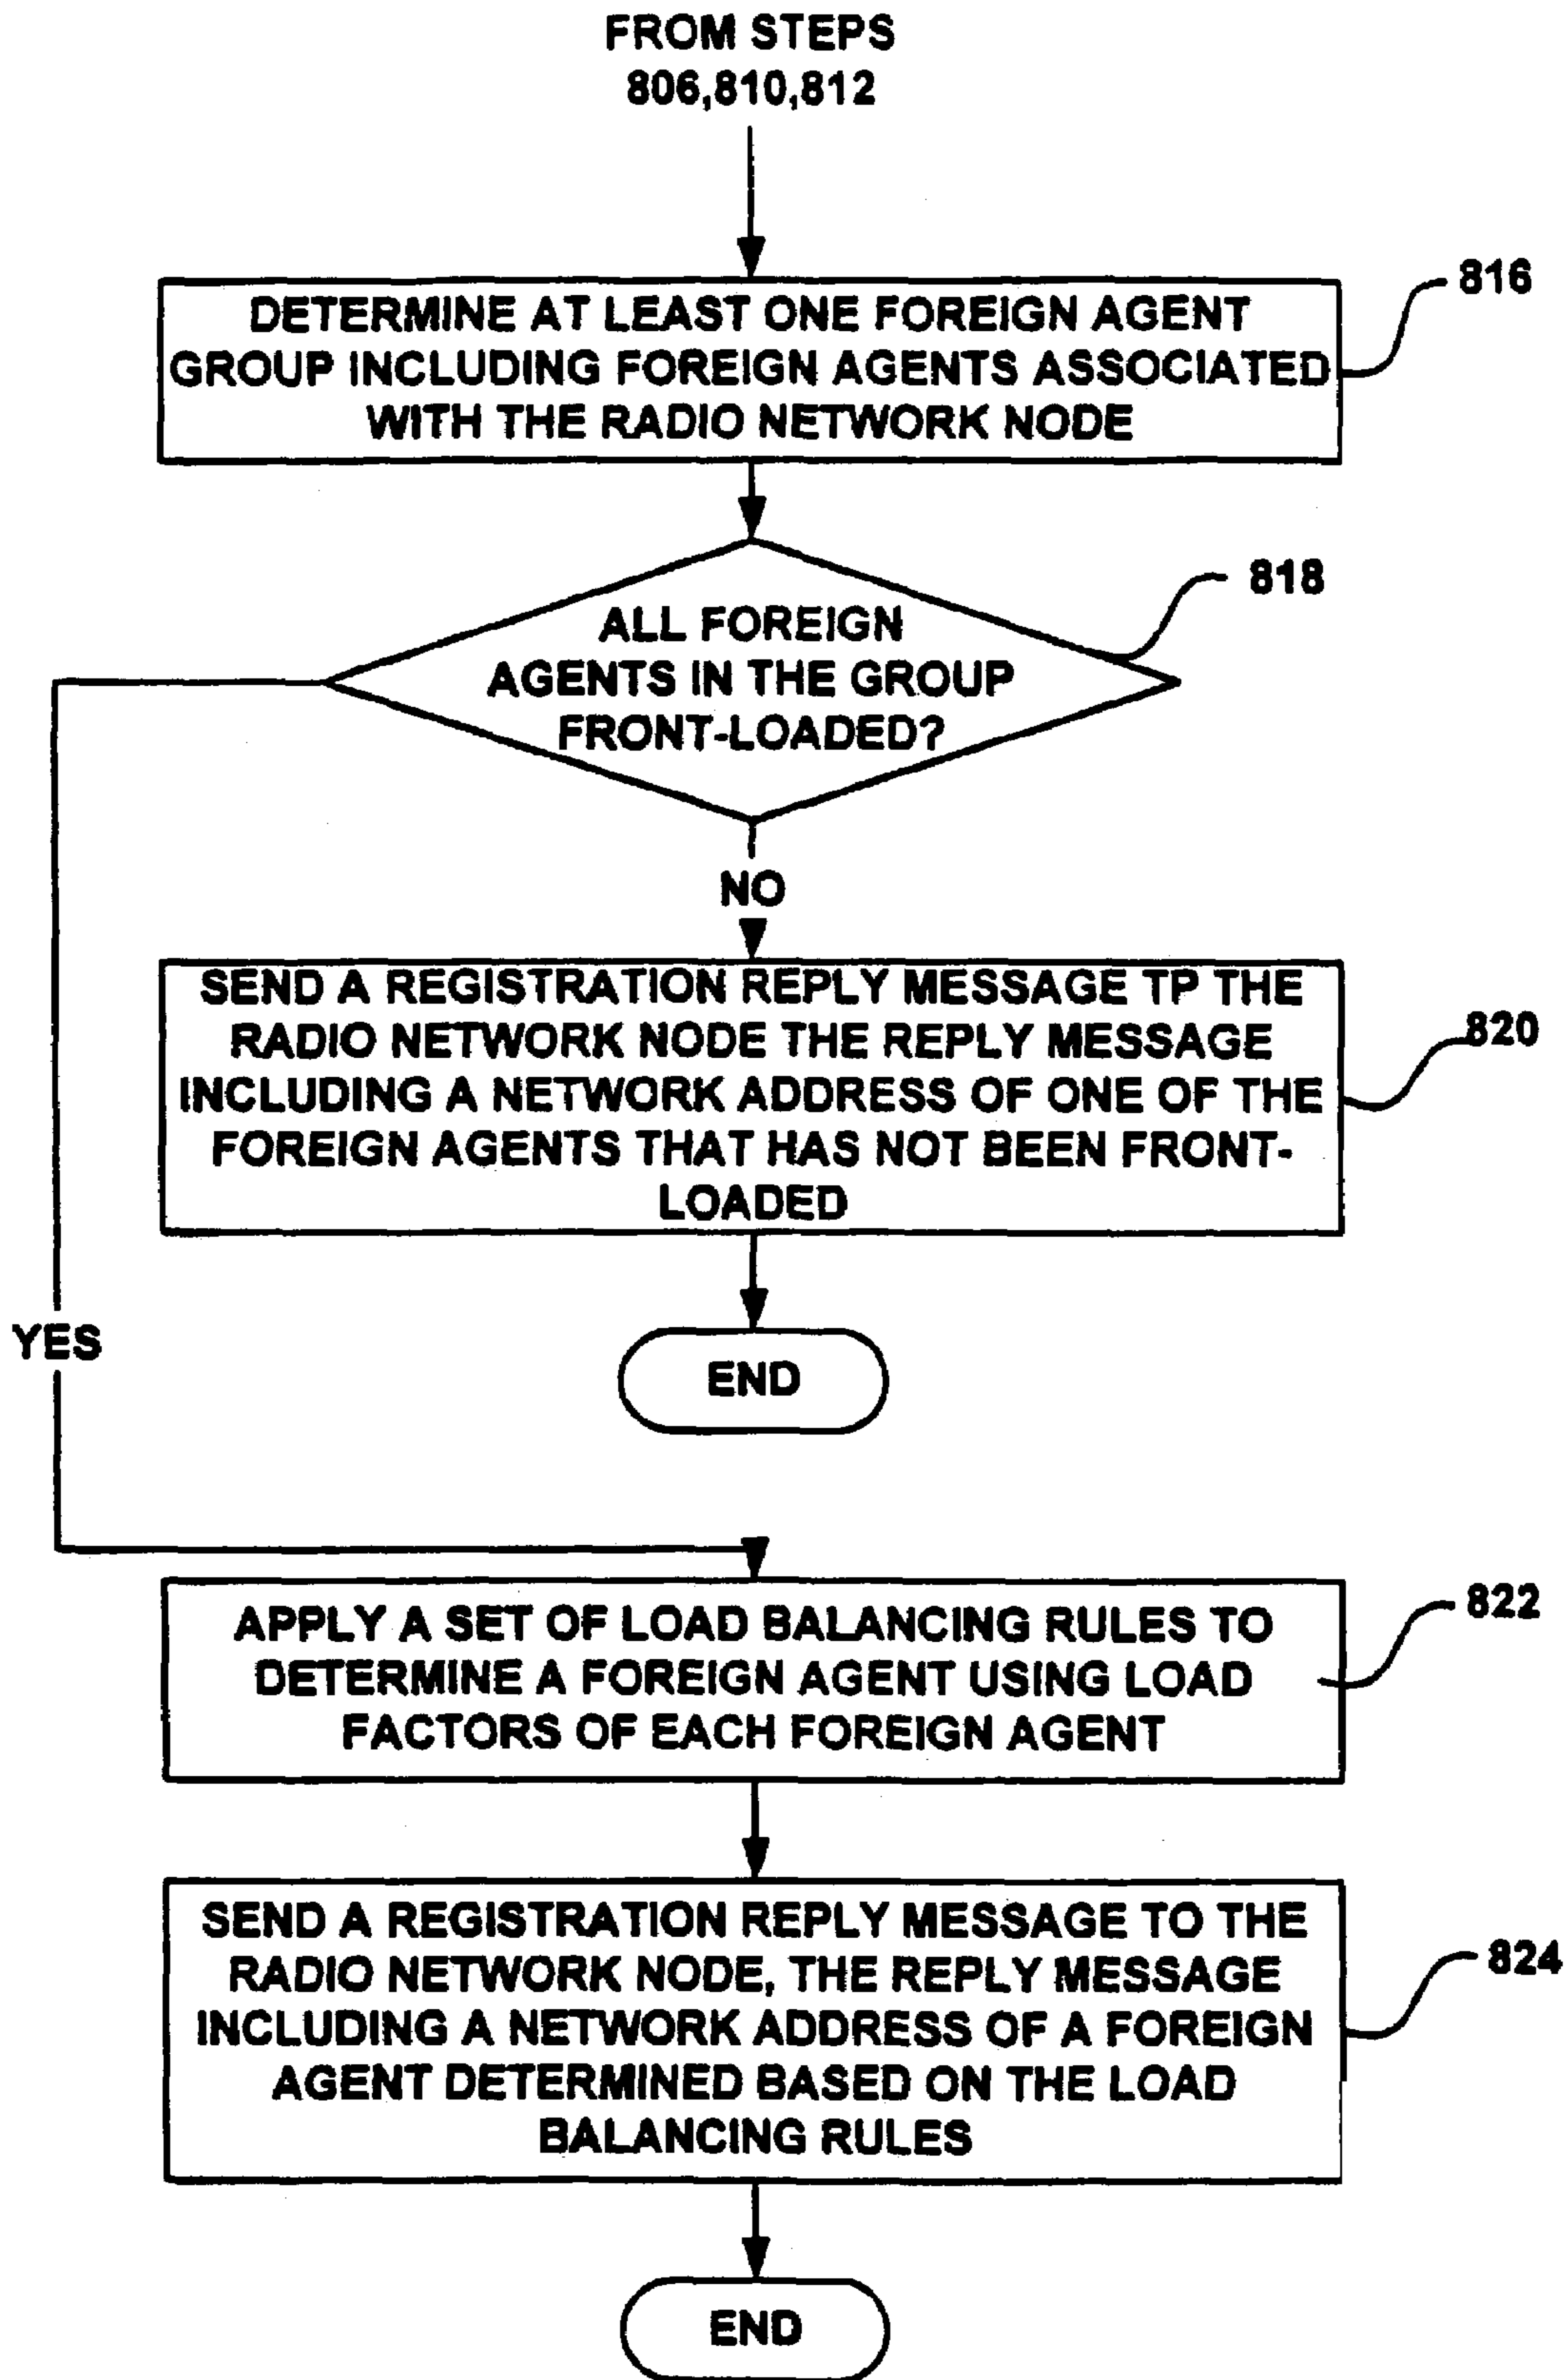 FROM STEPS
806,810,812
DETERMINE AT LEAST ONE FOREIGN AGENT
GROUP INCLUDING FOREIGN AGENTS ASSOCIATED
WITH THE RADIO NETWORK NODE
816
ALL FOREIGN
AGENTS IN THE GROUP
FRONT-LOADED?
818
NO
SEND A REGISTRATION REPLY MESSAGE TP THE
RADIO NETWORK NODE THE REPLY MESSAGE
INCLUDING A NETWORK ADDRESS OF ONE OF THE
FOREIGN AGENTS THAT HAS NOT BEEN FRONT-
LOADED
820
END
YES
APPLY A SET OF LOAD BALANCING RULES TO
DETERMINE A FOREIGN AGENT USING LOAD
FACTORS OF EACH FOREIGN AGENT
822
SEND A REGISTRATION REPLY MESSAGE TO THE
RADIO NETWORK NODE, THE REPLY MESSAGE
INCLUDING A NETWORK ADDRESS OF A FOREIGN
AGENT DETERMINED BASED ON THE LOAD
BALANCING RULES
824
END